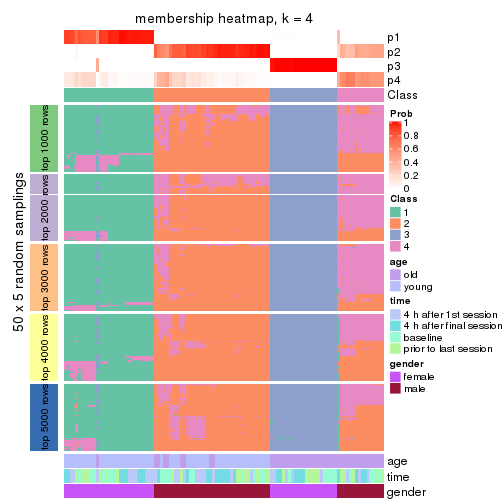 membership heatmap, k = 4
p1
p2
p3
p4
Class
50 x 5 random samplings
top 1000 rows
top 2000 rows
top 3000 rows
top 4000 rows
top 5000 rows
age
time
gender
Prob
1
0.8
0.6
0.4
0.2
0
Class
1
2
3
4
age
old
young
time
4 h after 1st session
4 h after final session
baseline
prior to last session
gender
female
male